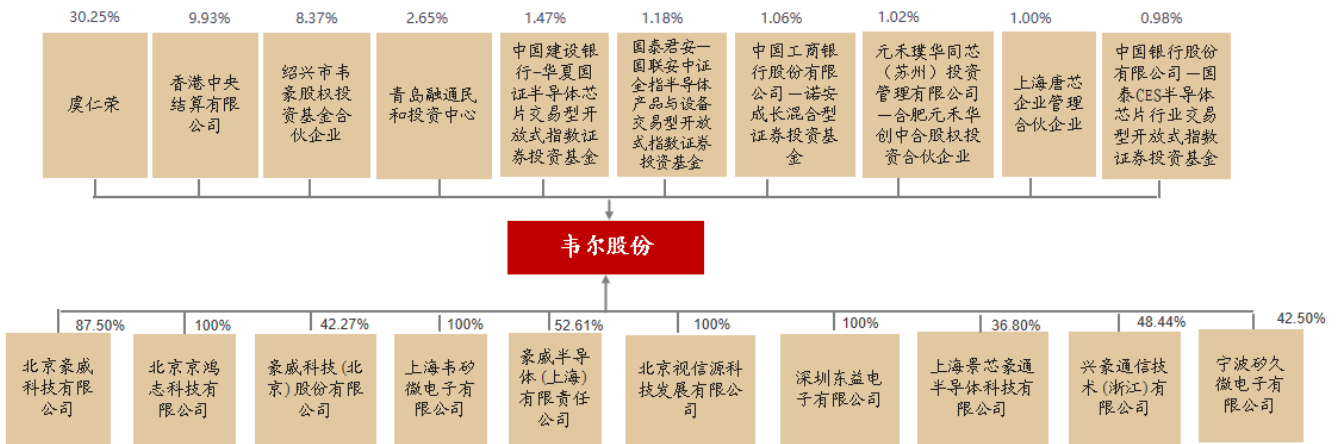 30.25%
9.93%
8.37%
2.65%
1.47%
1.18%
1.06%
1.02%
1.00%
0.98%
虞仁荣
香港中央
结算有限
公司
绍兴市韦
豪股权投
资基金合
伙企业
青岛融通民
和投资中心
中国建设银
行-华夏国
证半导体芯
片交易型开
放式指数证
券投资基金
国泰君安一
国联安中证
全指半导体
产品与设备
交易型开放
式指数证券
投资基金
中国工商银
行股份有限
公司一诺安
成长混合型
证券投资基
金
元禾璞华同芯
（苏州）投资
管理有限公司
一合肥元禾华
创中合股权投
资合伙企业
上海唐芯
企业管理
合伙企业
中国银行股份
有限公司一国
泰CES半导体
芯片行业交易
型开放式指数
证券投资基金
韦尔股份
87.50%
100%
42.27%
100%
52.61%
100%
100%
36.80%
48.44%
42.50%
北京豪威
科技有限
公司
北京京鸿
志科技有
限公司
豪威科技(北
京)股份有限
公司
上海韦矽
微电子有
限公司
豪威半导
体(上海)
有限责任
公司
北京视信源科
技发展有限公
司
深圳东益电
子有限公司
上海景芯豪通
半导体科技有
限公司
兴豪通信技
术(浙江)有
限公司
宁波矽久
微电子有
限公司